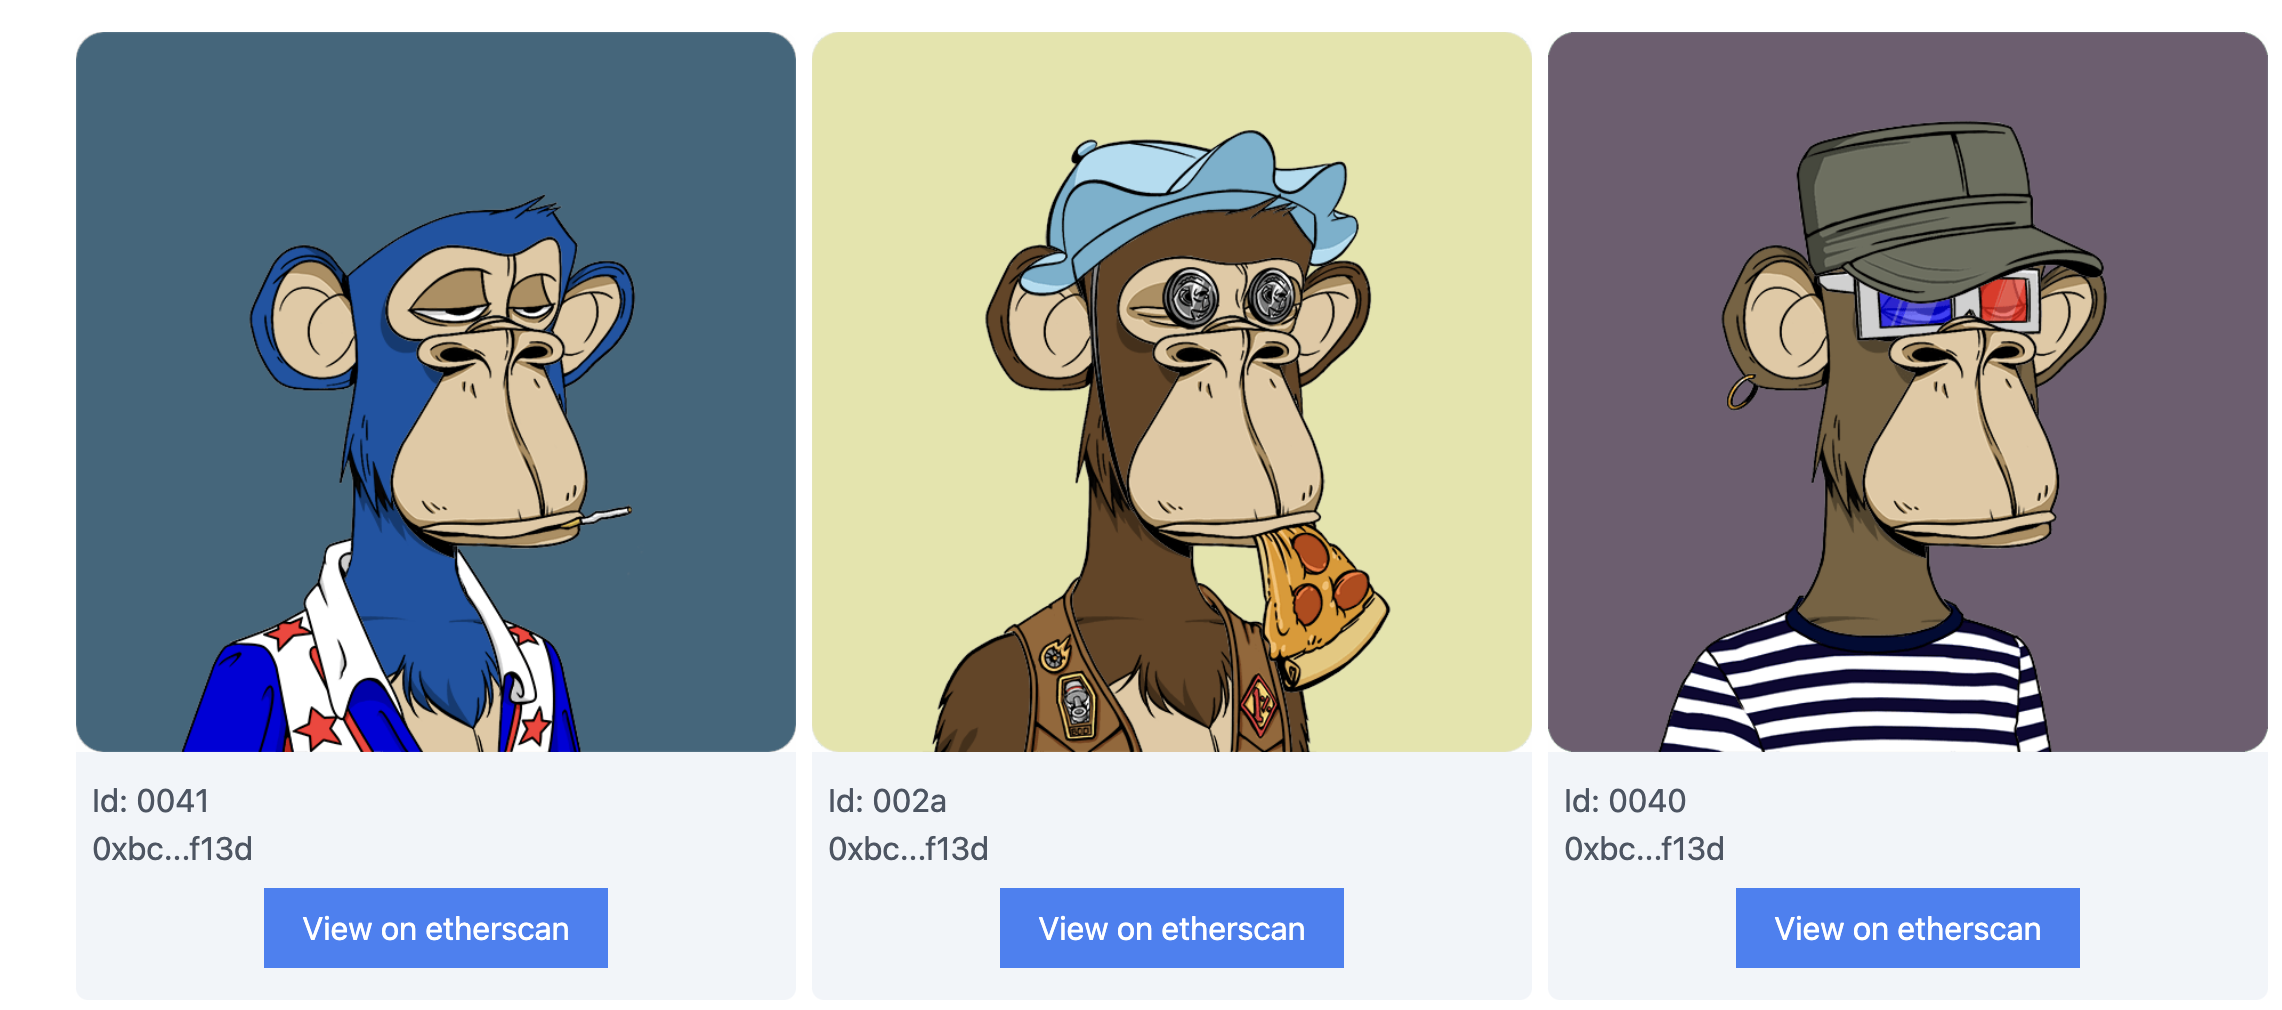 Id: 0041
0xbc...f13d
View on etherscan
Id: 002a
0xbc...f13d
View on etherscan
Id: 0040
0xbc...f13d
View on etherscan